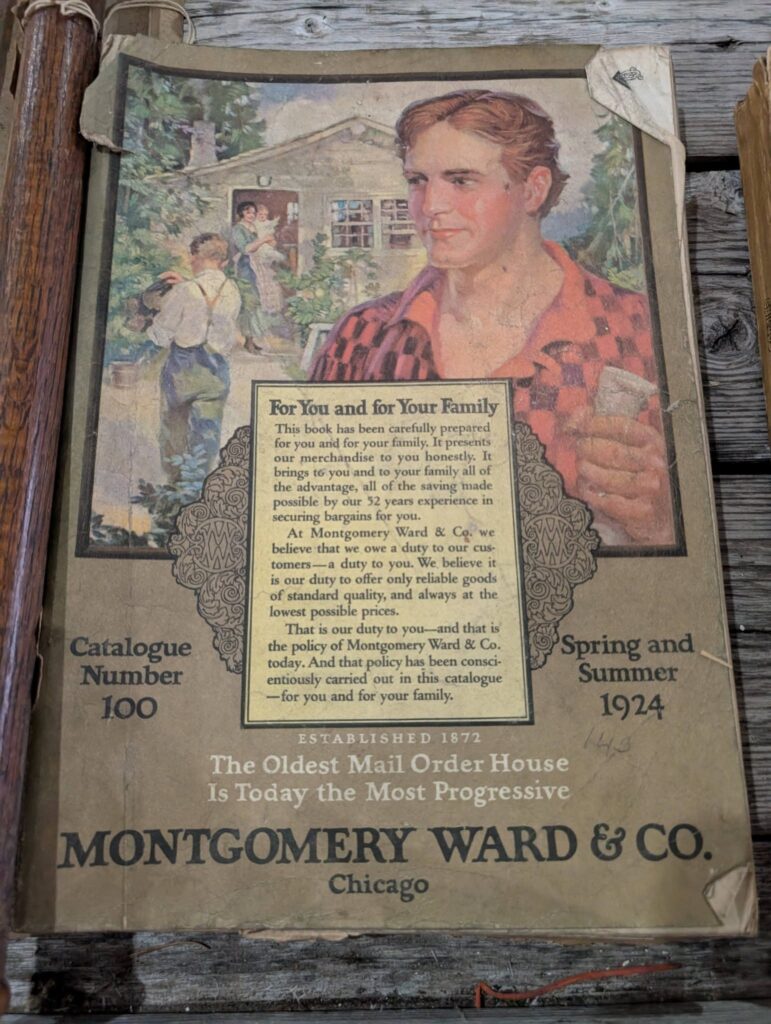 For You and for Your Family
This book has been carefully prepared
for you and for your family. It presents
our merchandise to you honestly. It
brings to you and to your family all of
the advantage, all of the saving made
possible by our 52 years experience in
securing bargains for you.
At Montgomery Ward & Co. we
believe that we owe a duty to our cus-
tomers—a duty to you. We believe it
is our duty to offer only reliable goods
of standard quality, and always at the
lowest possible prices.
That is our duty to you—and that is
the policy of Montgomery Ward & Co.
today. And that policy has been consci-
entiously carried out in this catalogue
—for you and for your family.
Catalogue
Number
100
Spring and
Summer
1924
ESTABLISHED 1872
The Oldest Mail Order House
Is Today the Most Progressive
MONTGOMERY WARD & CO.
Chicago